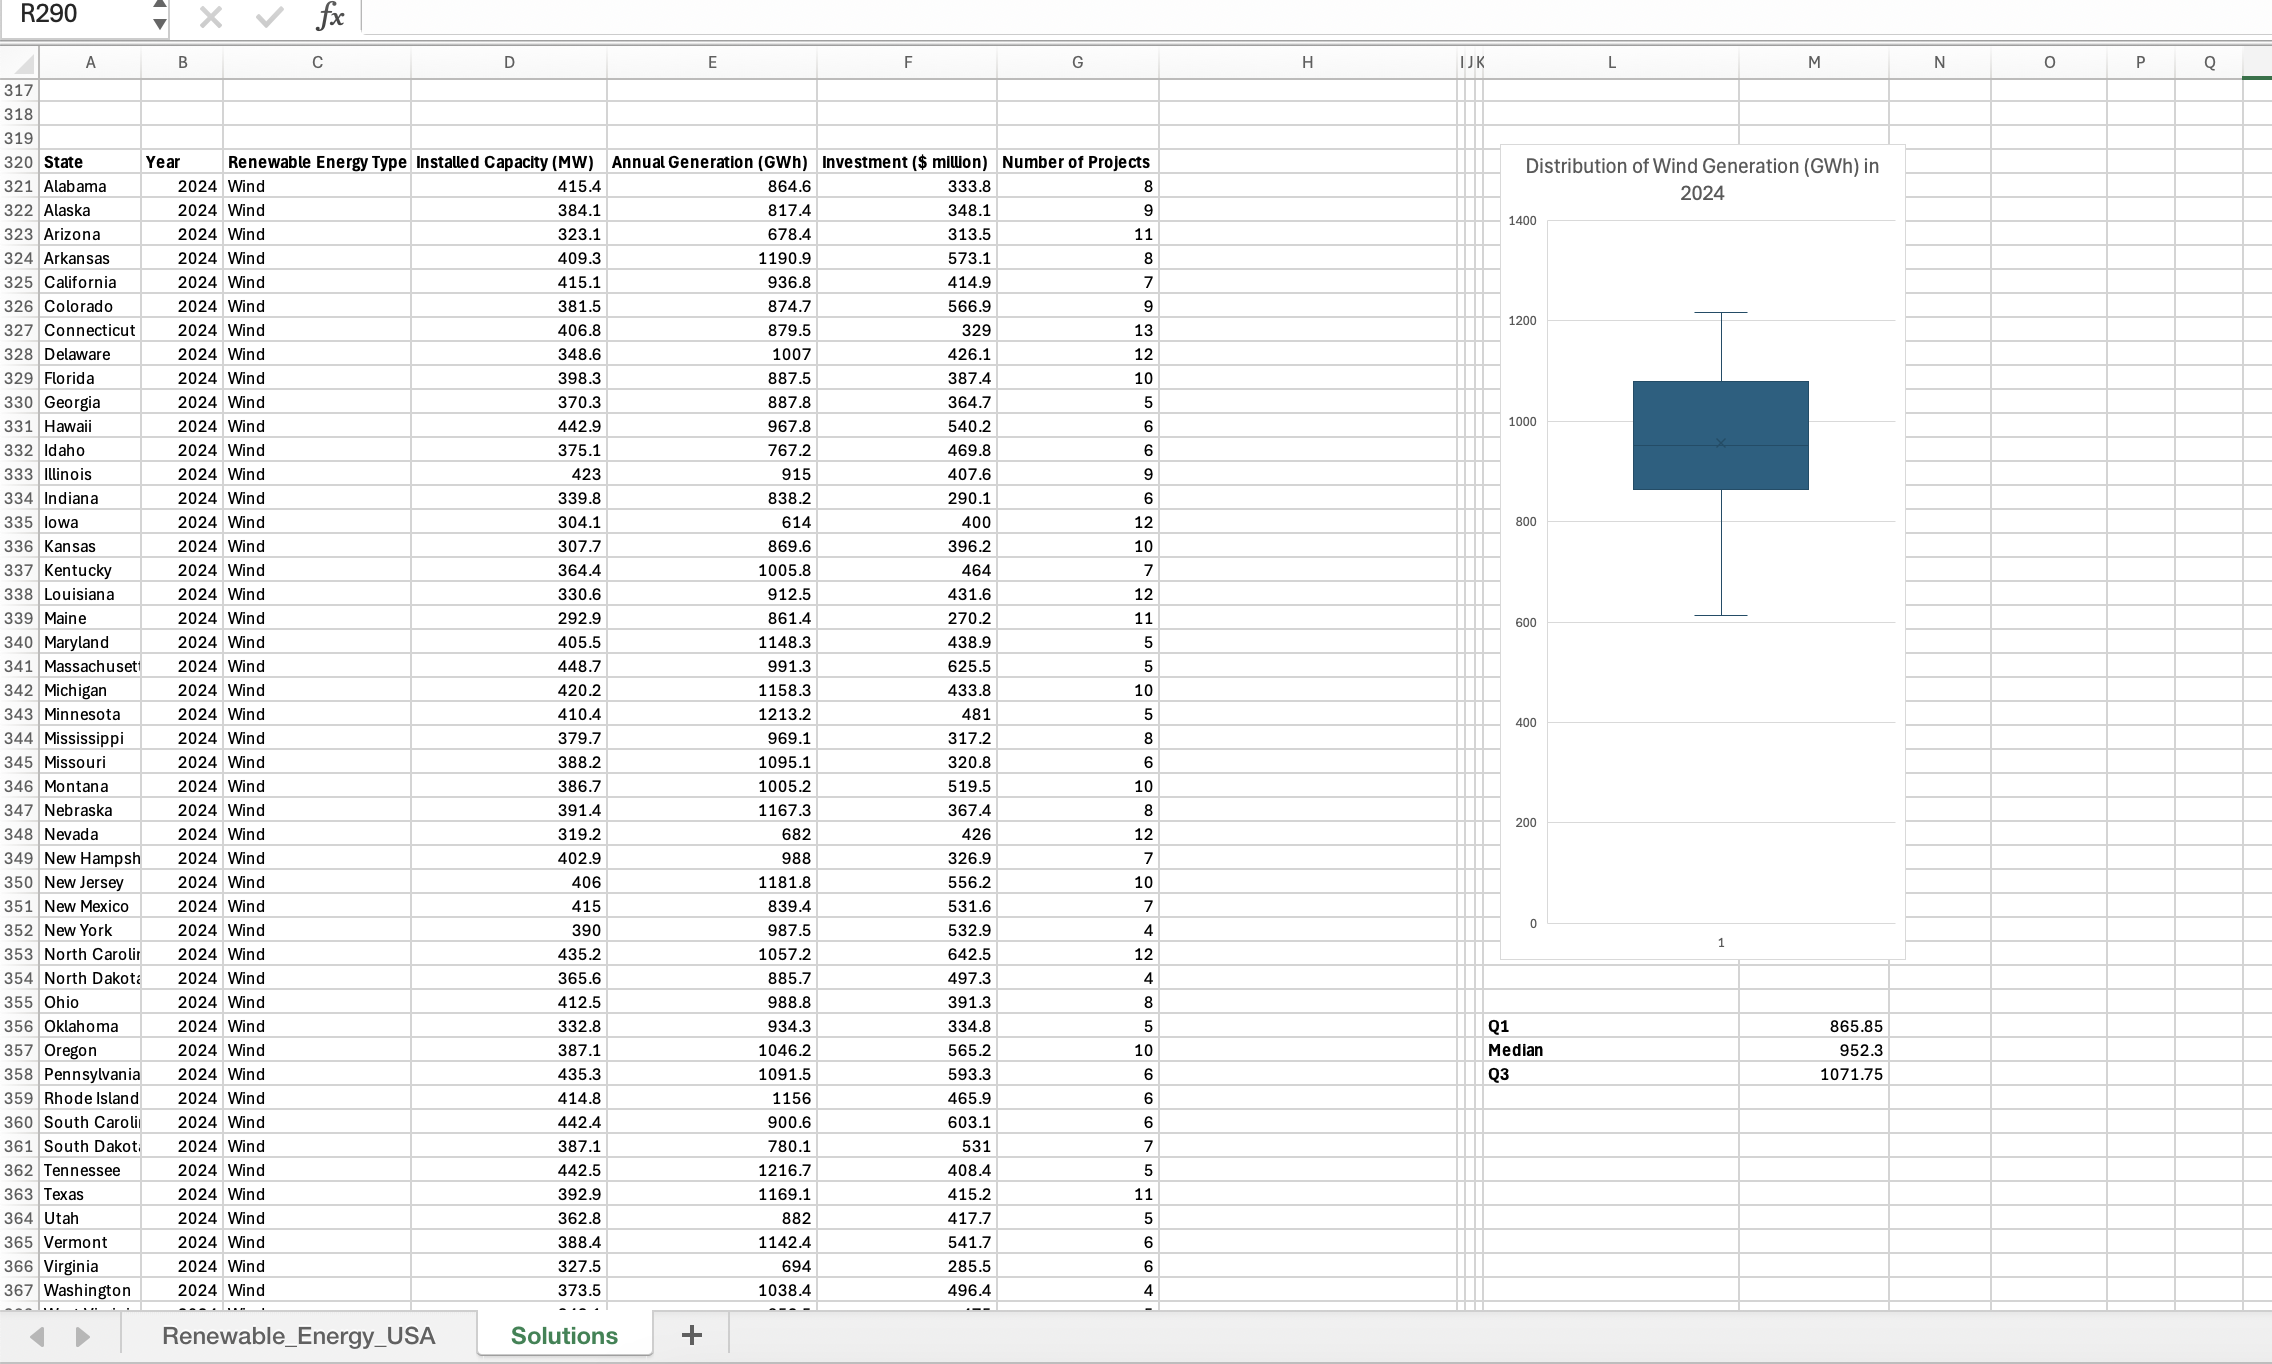 R290
fx
A B C D E F G H I J K L M N O P Q
317
318
319
320 State Year Renewable Energy Type Installed Capacity (MW) Annual Generation (GWh) Investment ($ million) Number of Projects
321 Alabama 2024 Wind 415.4 864.6 333.8 8
322 Alaska 2024 Wind 384.1 817.4 348.1 9
323 Arizona 2024 Wind 323.1 678.4 313.5 11
324 Arkansas 2024 Wind 409.3 1190.9 573.1 8
325 California 2024 Wind 415.1 936.8 414.9 7
326 Colorado 2024 Wind 381.5 874.7 566.9 9
327 Connecticut 2024 Wind 406.8 879.5 329 13
328 Delaware 2024 Wind 348.6 1007 426.1 12
329 Florida 2024 Wind 398.3 887.5 387.4 10
330 Georgia 2024 Wind 370.3 887.8 364.7 5
331 Hawaii 2024 Wind 442.9 967.8 540.2 6
332 Idaho 2024 Wind 375.1 767.2 469.8 6
333 Illinois 2024 Wind 423 915 407.6 9
334 Indiana 2024 Wind 339.8 838.2 290.1 6
335 Iowa 2024 Wind 304.1 614 400 12
336 Kansas 2024 Wind 307.7 869.6 396.2 10
337 Kentucky 2024 Wind 364.4 1005.8 464 7
338 Louisiana 2024 Wind 330.6 912.5 431.6 12
339 Maine 2024 Wind 292.9 861.4 270.2 11
340 Maryland 2024 Wind 405.5 1148.3 438.9 5
341 Massachusett 2024 Wind 448.7 991.3 625.5 5
342 Michigan 2024 Wind 420.2 1158.3 433.8 10
343 Minnesota 2024 Wind 410.4 1213.2 481 5
344 Mississippi 2024 Wind 379.7 969.1 317.2 8
345 Missouri 2024 Wind 388.2 1095.1 320.8 6
346 Montana 2024 Wind 386.7 1005.2 519.5 10
347 Nebraska 2024 Wind 391.4 1167.3 367.4 8
348 Nevada 2024 Wind 319.2 682 426 12
349 New Hampsh 2024 Wind 402.9 988 326.9 7
350 New Jersey 2024 Wind 406 1181.8 556.2 10
351 New Mexico 2024 Wind 415 839.4 531.6 7
352 New York 2024 Wind 390 987.5 532.9 4
353 North Carolin 2024 Wind 435.2 1057.2 642.5 12
354 North Dakota 2024 Wind 365.6 885.7 497.3 4
355 Ohio 2024 Wind 412.5 988.8 391.3 8
356 Oklahoma 2024 Wind 332.8 934.3 334.8 5
357 Oregon 2024 Wind 387.1 1046.2 565.2 10
358 Pennsylvania 2024 Wind 435.3 1091.5 593.3 6
359 Rhode Island 2024 Wind 414.8 1156 465.9 6
360 South Carolin 2024 Wind 442.4 900.6 603.1 6
361 South Dakota 2024 Wind 387.1 780.1 531 7
362 Tennessee 2024 Wind 442.5 1216.7 408.4 5
363 Texas 2024 Wind 392.9 1169.1 415.2 11
364 Utah 2024 Wind 362.8 882 417.7 5
365 Vermont 2024 Wind 388.4 1142.4 541.7 6
366 Virginia 2024 Wind 327.5 694 285.5 6
367 Washington 2024 Wind 373.5 1038.4 496.4 4
Distribution of Wind Generation (GWh) in
2024
1400
1200
1000
800
600
400
200
0
1
Q1 865.85
Median 952.3
Q3 1071.75
Renewable_Energy_USA Solutions +